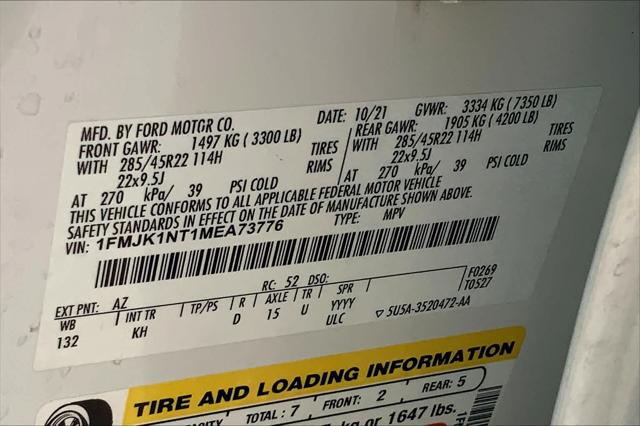 MFD. BY FORD MOTOR CO. DATE: 10/21 GVWR: 3334 KG ( 7350 LB)
FRONT GAWR: 1497 KG ( 3300 LB) REAR GAWR: 1905 KG ( 4200 LB)
WITH 285/45R22 114H TIRES WITH 285/45R22 114H TIRES
22x9.5J RIMS 22x9.5J RIMS
AT 270 kPa/ 39 PSI COLD AT 270 kPa/ 39 PSI COLD
THIS VEHICLE CONFORMS TO ALL APPLICABLE FEDERAL MOTOR VEHICLE
SAFETY STANDARDS IN EFFECT ON THE DATE OF MANUFACTURE SHOWN ABOVE.
VIN: 1FMJK1NT1MEA73776 TYPE: MPV
EXT PNT: AZ RC: 52 DSO: F0269
WB INT TR TP/PS R AXLE TR SPR T0527
132 KH D 15 U YYYY
ULC ▽ 5U5A-3520472-AA
TIRE AND LOADING INFORMATION
CAPACITY TOTAL : 7 FRONT: 2 REAR: 5
kg or 1647 lbs.